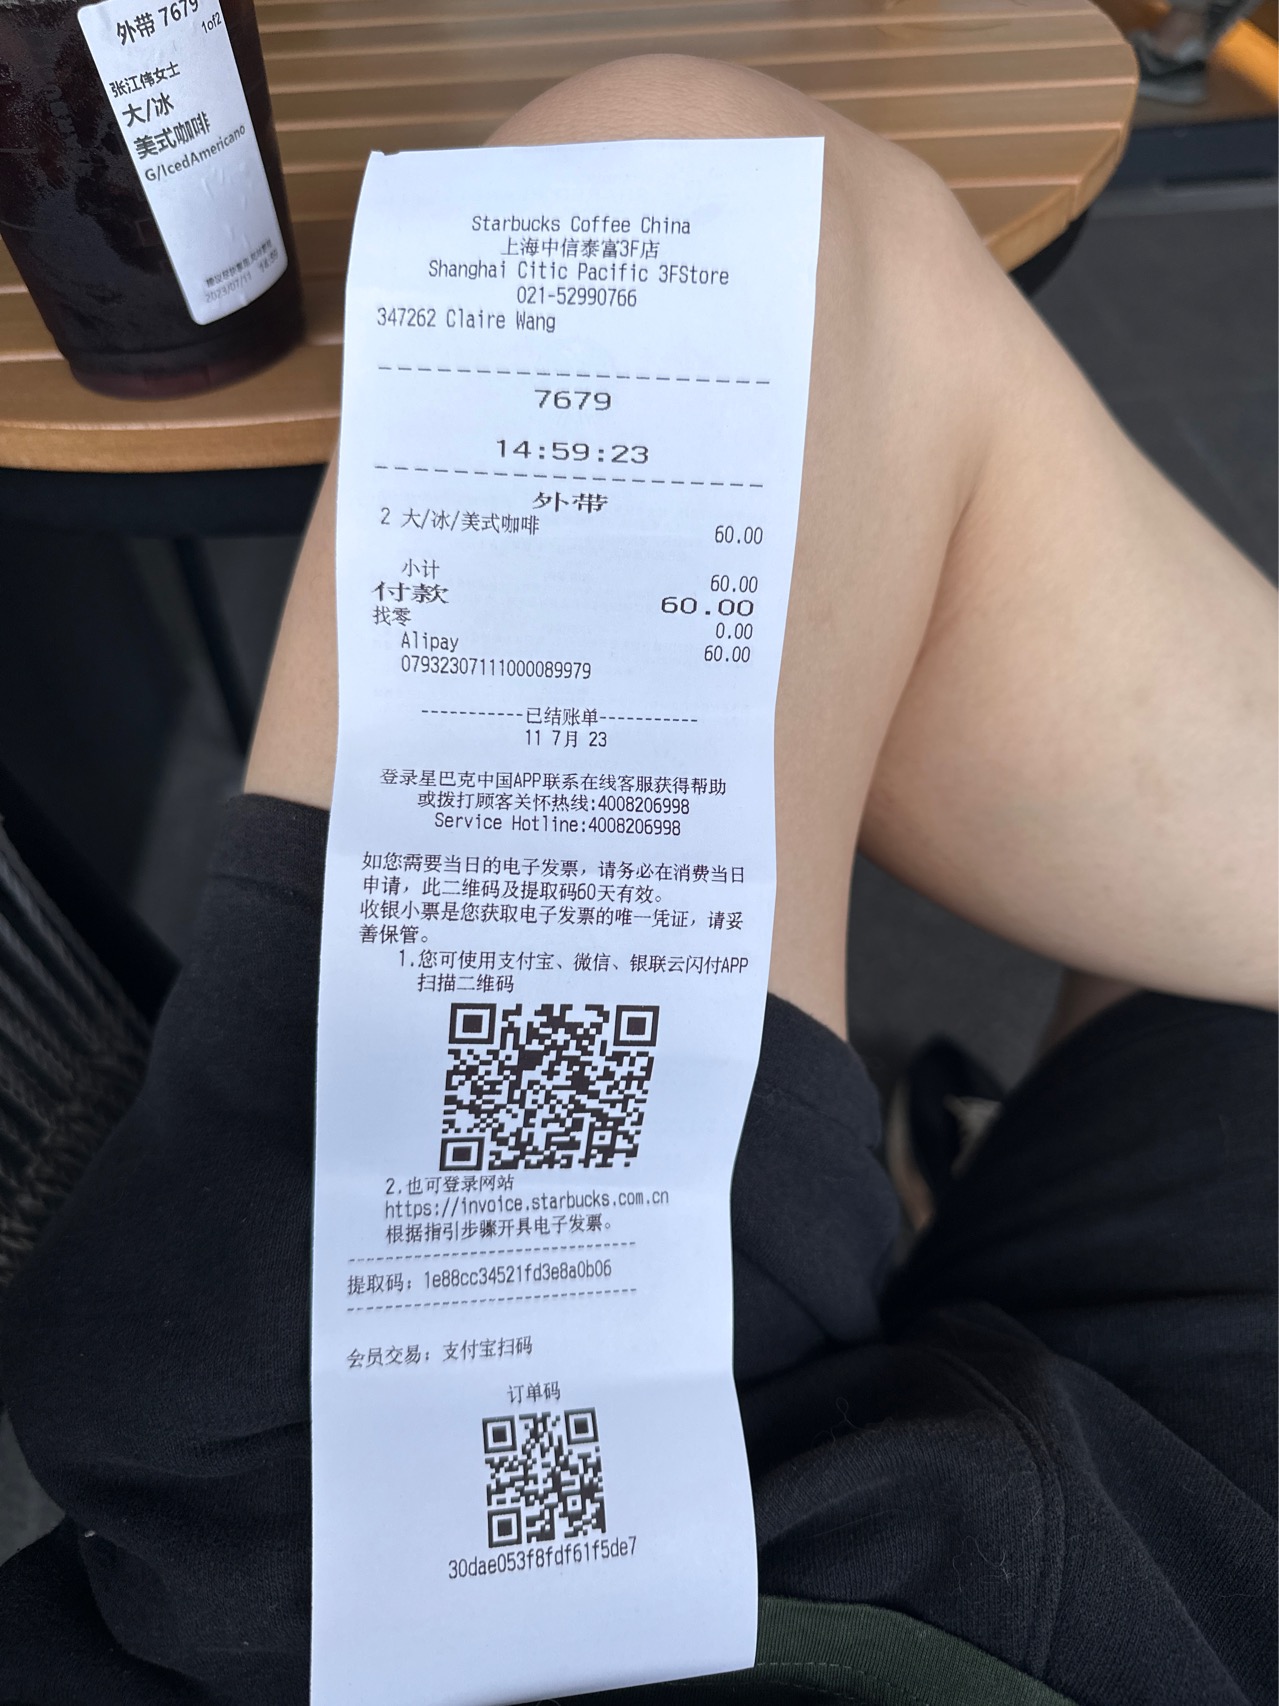 外带 7679
1of2
张江伟女士
大/冰
美式咖啡
G/IcedAmericano
2023/07/11
Starbucks Coffee China
上海中信泰富3F店
Shanghai Citic Pacific 3FStore
021-52990766
347262 Claire Wang
7679
14:59:23
外带
2 大/冰/美式咖啡 60.00
小计 60.00
付款 60.00
找零 0.00
Alipay 60.00
07932307111000089979
-----------已结账单-----------
11 7月 23
登录星巴克中国APP联系在线客服获得帮助
或拨打顾客关怀热线:4008206998
Service Hotline:4008206998
如您需要当日的电子发票，请务必在消费当日
申请，此二维码及提取码60天有效。
收银小票是您获取电子发票的唯一凭证，请妥
善保管。
1.您可使用支付宝、微信、银联云闪付APP
扫描二维码
2.也可登录网站
https://invoice.starbucks.com.cn
根据指引步骤开具电子发票。
提取码：1e88cc34521fd3e8a0b06
会员交易：支付宝扫码
订单码
30dae053f8fdf61f5de7